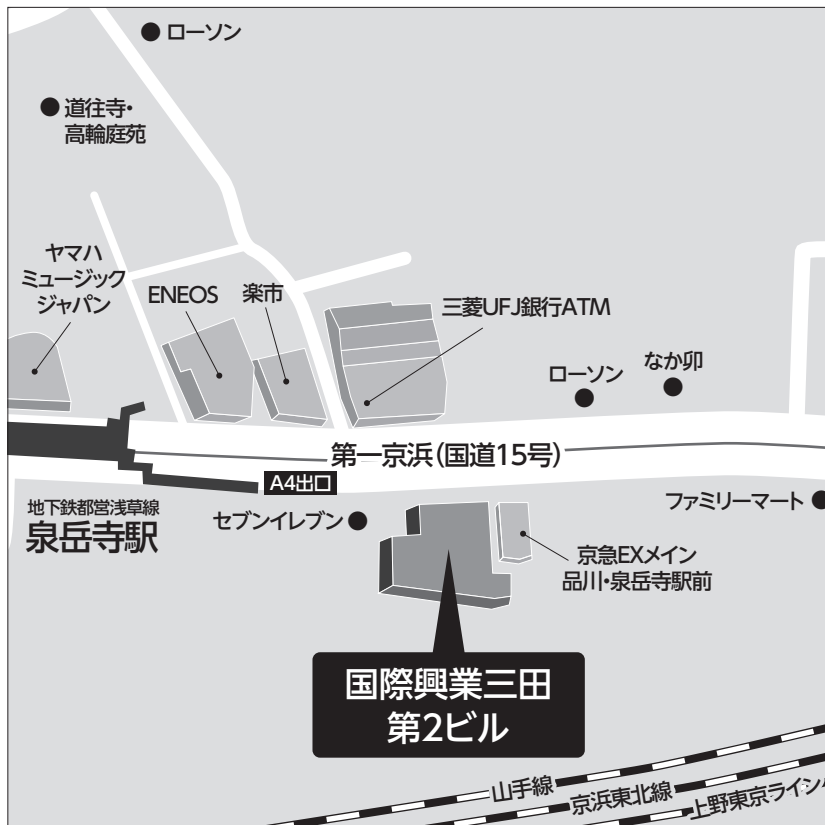 ローソン
道往寺・
高輪庭苑
ヤマハ
ミュージック
ジャパン
ENEOS
楽市
三菱UFJ銀行ATM
ローソン
なか卯
第一京浜(国道15号)
A4出口
地下鉄都営浅草線
泉岳寺駅
セブンイレブン
ファミリーマート
京急EXメイン
品川・泉岳寺駅前
国際興業三田
第2ビル
山手線
京浜東北線
上野東京ライン